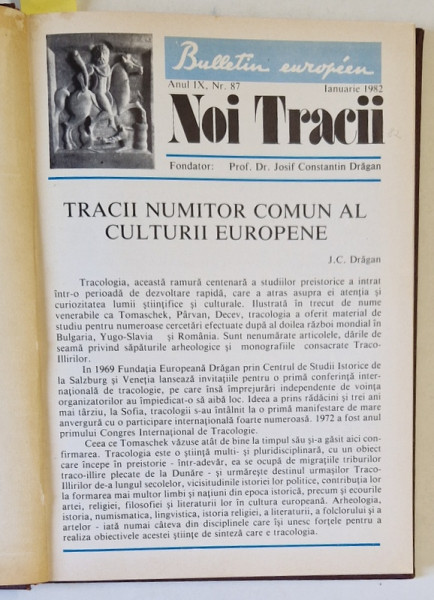 Bulletin européen
Anul IX, Nr. 87 Ianuarie 1982
Noi Tracii
Fondator: Prof. Dr. Josif Constantin Drăgan
TRACII NUMITOR COMUN AL
CULTURII EUROPENE
J.C. Drăgan
Tracologia, această ramură centenară a studiilor preistorice a intrat
într-o perioadă de dezvoltare rapidă, care a atras asupra ei atenția și
curiozitatea lumii științifice și culturale. Ilustrată în trecut de nume
venerabile ca Tomaschek, Pârvan, Decev, tracologia a oferit material de
studiu pentru numeroase cercetări efectuate după al doilea război mondial în
Bulgaria, Yugo-Slavia și România. Sunt nenumărate articolele, dările de
seamă privind săpăturile arheologice și monografiile consacrate Traco-
Illirilor.
In 1969 Fundația Europeană Drăgan prin Centrul de Studii Istorice de
la Salzburg și Veneția lansează invitațiile pentru o primă conferință inter-
națională de tracologie, pe care însă împrejurări independente de voința
organizatorilor au împiedicat-o să aibă loc. Ideea a prins rădăcini și trei ani
mai târziu, la Sofia, tracologii s-au întâlnit la o primă manifestare de mare
anvergură cu o participare internațională foarte numeroasă. 1972 a fost anul
primului Congres Internațional de Tracologie.
Ceea ce Tomaschek văzuse atât de bine la timpul său și-a găsit aici con-
firmarea. Tracologia este o știință multi- și pluridisciplinară, cu un obiect
care începe în preistorie - într-adevăr, ea se ocupă de migrațiile triburilor
traco-illire plecate de la Dunăre - și urmărește destinul urmașilor Traco-
Illirilor de-a lungul secolelor, vicisitudinile istoriei lor politice, contribuția lor
la formarea mai multor limbi și națiuni din epoca istorică, precum și ecourile
artei, religiei, filosofiei și literaturii lor în cultura europeană. Arheologia,
istoria, numismatica, lingvistica, istoria religiei, a literaturii, a folclorului și a
artelor - iată numai câteva din disciplinele care își unesc forțele pentru a
realiza obiectivele acestei științe de sinteză care e tracologia.